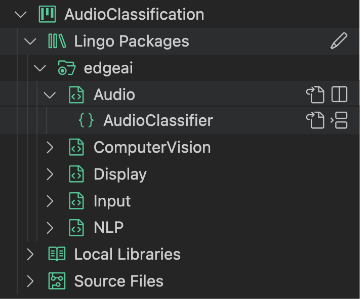 AudioClassification
Lingo Packages
edgeai
Audio
AudioClassifier
ComputerVision
Display
Input
NLP
Local Libraries
Source Files